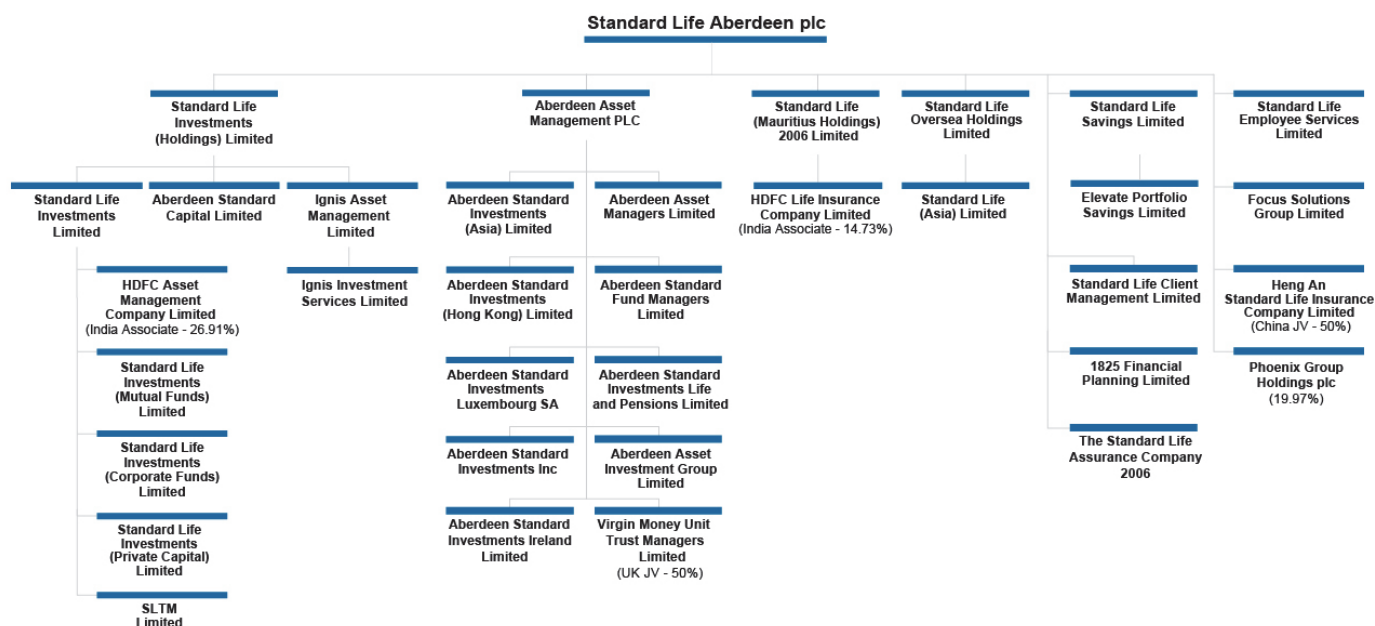 Standard Life Aberdeen plc
Standard Life
Investments
(Holdings) Limited
Aberdeen Asset
Management PLC
Standard Life
(Mauritius Holdings)
2006 Limited
Standard Life
Oversea Holdings
Limited
Standard Life
Savings Limited
Standard Life
Employee Services
Limited
Standard Life
Investments
Limited
Aberdeen Standard
Capital Limited
Ignis Asset
Management
Limited
Aberdeen Standard
Investments
(Asia) Limited
Aberdeen Asset
Managers Limited
HDFC Life Insurance
Company Limited
(India Associate - 14.73%)
Standard Life
(Asia) Limited
Elevate Portfolio
Savings Limited
Focus Solutions
Group Limited
HDFC Asset
Management
Company Limited
(India Associate - 26.91%)
Ignis Investment
Services Limited
Aberdeen Standard
Investments
(Hong Kong) Limited
Aberdeen Standard
Fund Managers
Limited
Standard Life Client
Management Limited
Heng An
Standard Life Insurance
Company Limited
(China JV - 50%)
Standard Life
Investments
(Mutual Funds)
Limited
Aberdeen Standard
Investments
Luxembourg SA
Aberdeen Standard
Investments Life
and Pensions Limited
1825 Financial
Planning Limited
Phoenix Group
Holdings plc
(19.97%)
Standard Life
Investments
(Corporate Funds)
Limited
Aberdeen Standard
Investments Inc
Aberdeen Asset
Investment Group
Limited
The Standard Life
Assurance Company
2006
Standard Life
Investments
(Private Capital)
Limited
Aberdeen Standard
Investments Ireland
Limited
Virgin Money Unit
Trust Managers
Limited
(UK JV - 50%)
SLTM
Limited